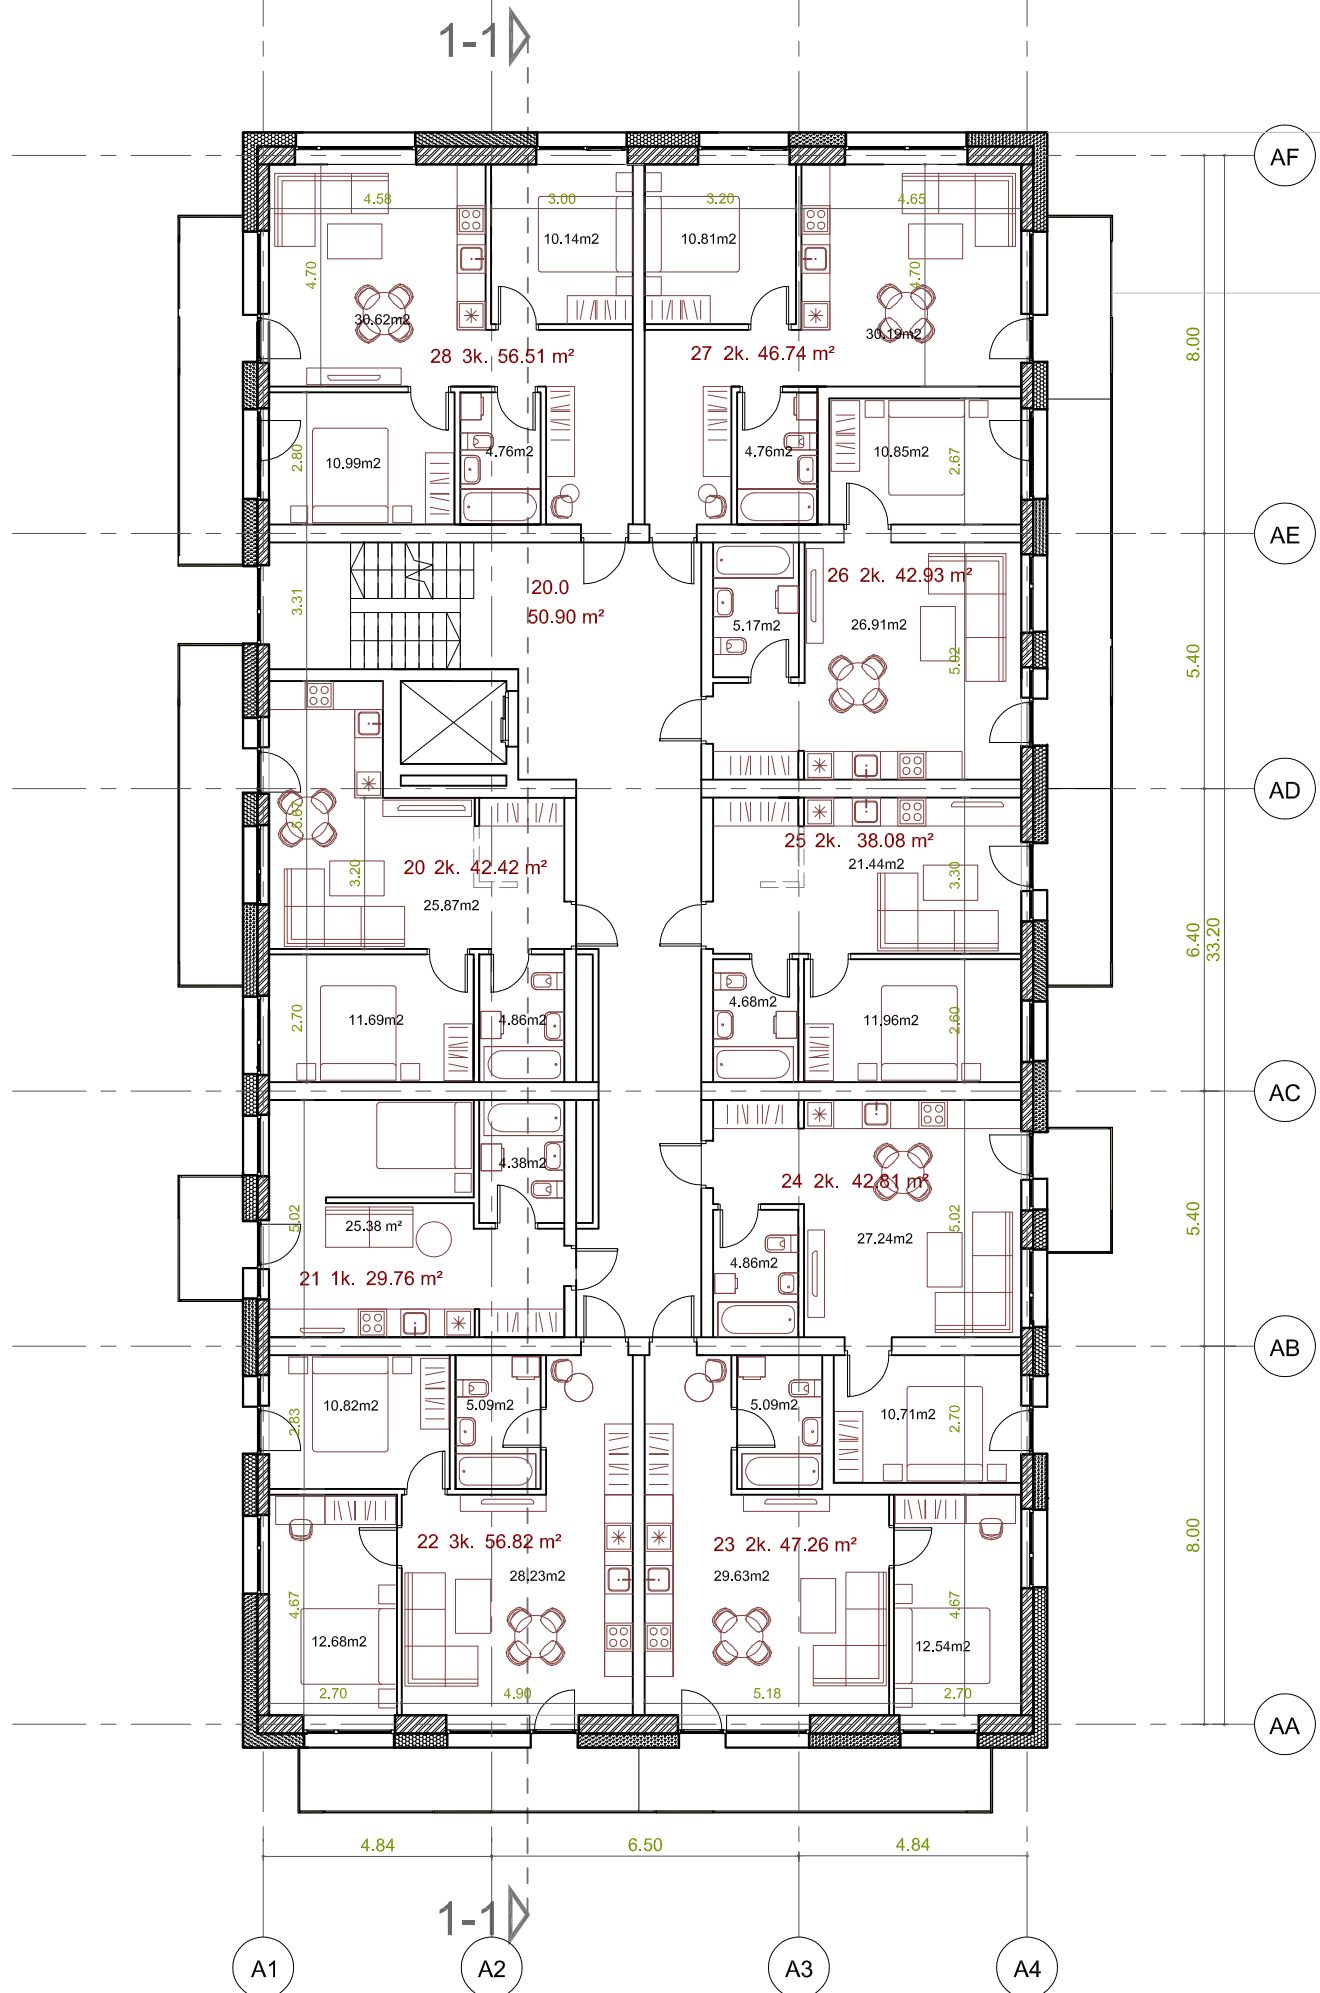 1-1
AF
4.58
3.00
3.20
4.65
10.14m2
10.81m2
4.70
4.70
30.62m2
30.19m2
28 3k. 56.51 m²
27 2k. 46.74 m²
8.00
2.80
10.99m2
4.76m2
4.76m2
10.85m2
2.67
AE
3.31
20.0
50.90 m²
26 2k. 42.93 m²
5.17m2
26.91m2
5.02
5.40
AD
6.67
3.20
20 2k. 42.42 m²
25.87m2
25 2k. 38.08 m²
21.44m2
3.30
6.40
33.20
2.70
11.69m2
4.86m2
4.68m2
11.96m2
2.60
AC
4.38m2
5.02
25.38 m²
21 1k. 29.76 m²
24 2k. 42.81 m²
5.02
27.24m2
4.86m2
5.40
AB
2.83
10.82m2
5.09m2
5.09m2
10.71m2
2.70
22 3k. 56.82 m²
28.23m2
23 2k. 47.26 m²
29.63m2
8.00
4.67
12.68m2
4.67
12.54m2
2.70
4.90
5.18
2.70
AA
4.84
6.50
4.84
1-1
A1
A2
A3
A4